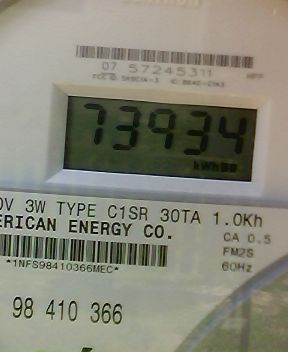 07 57245311
73934
kWhrs
0V 3W TYPE C1SR 30TA 1.0Kh
ERICAN ENERGY CO.
CA 0.5
FM2S
60Hz
*1NFS98410366MEC*
98 410 366